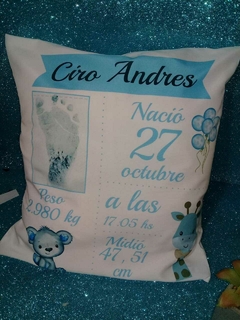 Ciro Andres
Nació
27
octubre
Peso
2.980 kg
a las
17.05 hs
Midió
47,51
cm